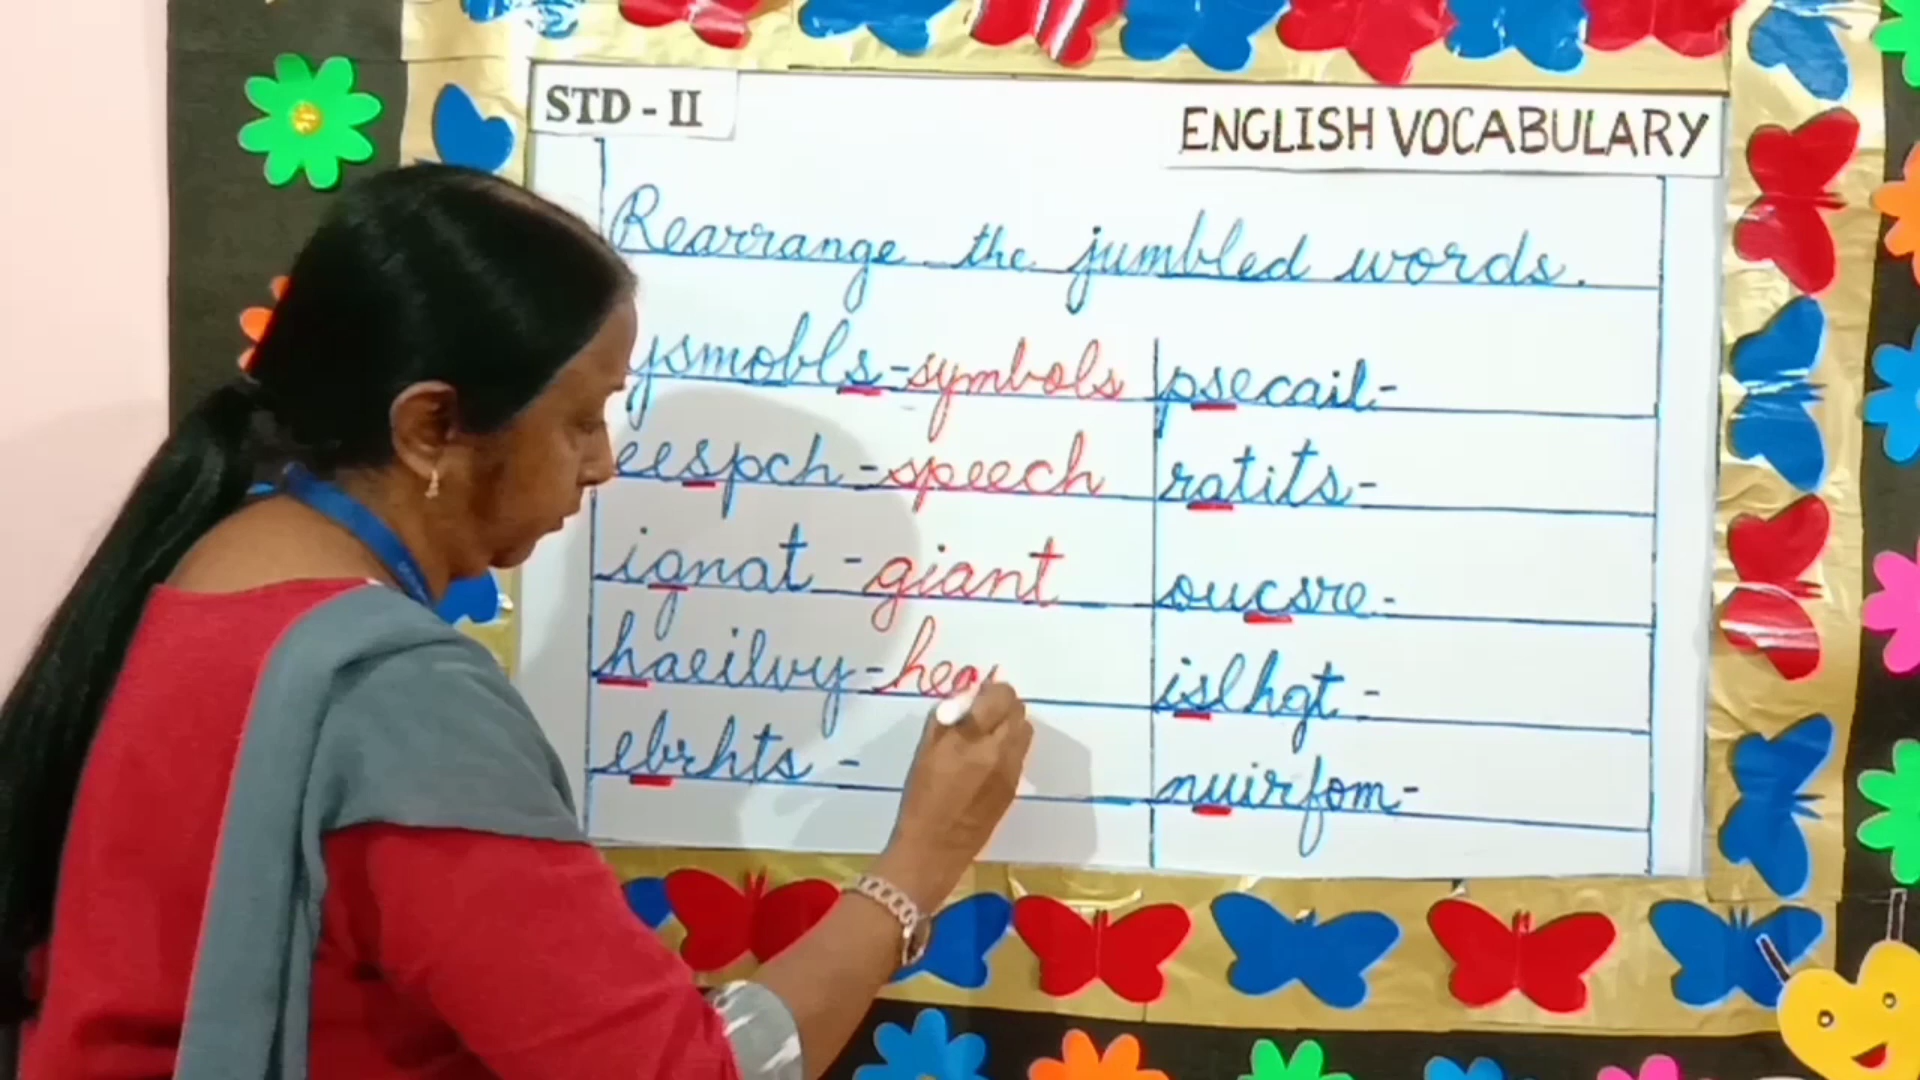 STD - II
ENGLISH VOCABULARY
Rearrange the jumbled words.
ysmobls - symbols
eespch - speech
ignat - giant
haeilvy - hea
ebrhts -
psecail -
ratits -
oucsre -
islhgt -
nuirfom -